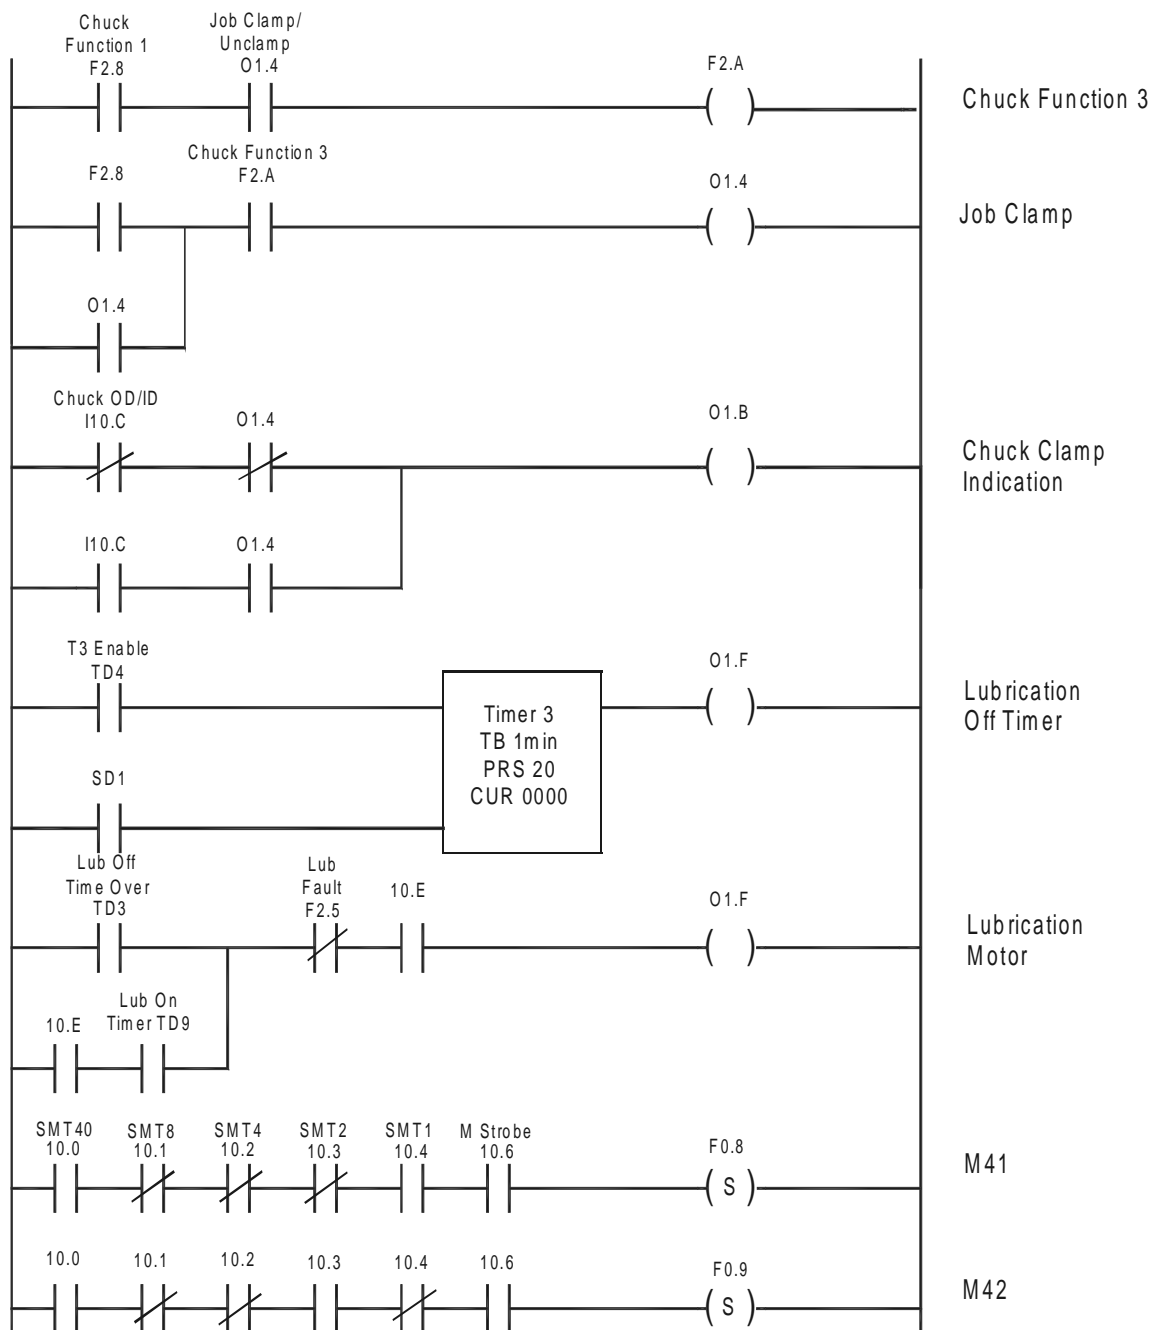 Chuck
Function 1
F2.8
Job Clamp/
Unclamp
O1.4
F2.A
( )
Chuck Function 3
F2.8
Chuck Function 3
F2.A
O1.4
( )
Job Clamp
O1.4
Chuck OD/ID
I10.C
O1.4
O1.B
( )
Chuck Clamp
Indication
I10.C
O1.4
T3 Enable
TD4
Timer 3
TB 1min
PRS 20
CUR 0000
O1.F
( )
Lubrication
Off Timer
SD1
Lub Off
Time Over
TD3
Lub
Fault
F2.5
10.E
O1.F
( )
Lubrication
Motor
10.E
Lub On
Timer TD9
SMT40
10.0
SMT8
10.1
SMT4
10.2
SMT2
10.3
SMT1
10.4
M Strobe
10.6
F0.8
( S )
M41
10.0
10.1
10.2
10.3
10.4
10.6
F0.9
( S )
M42